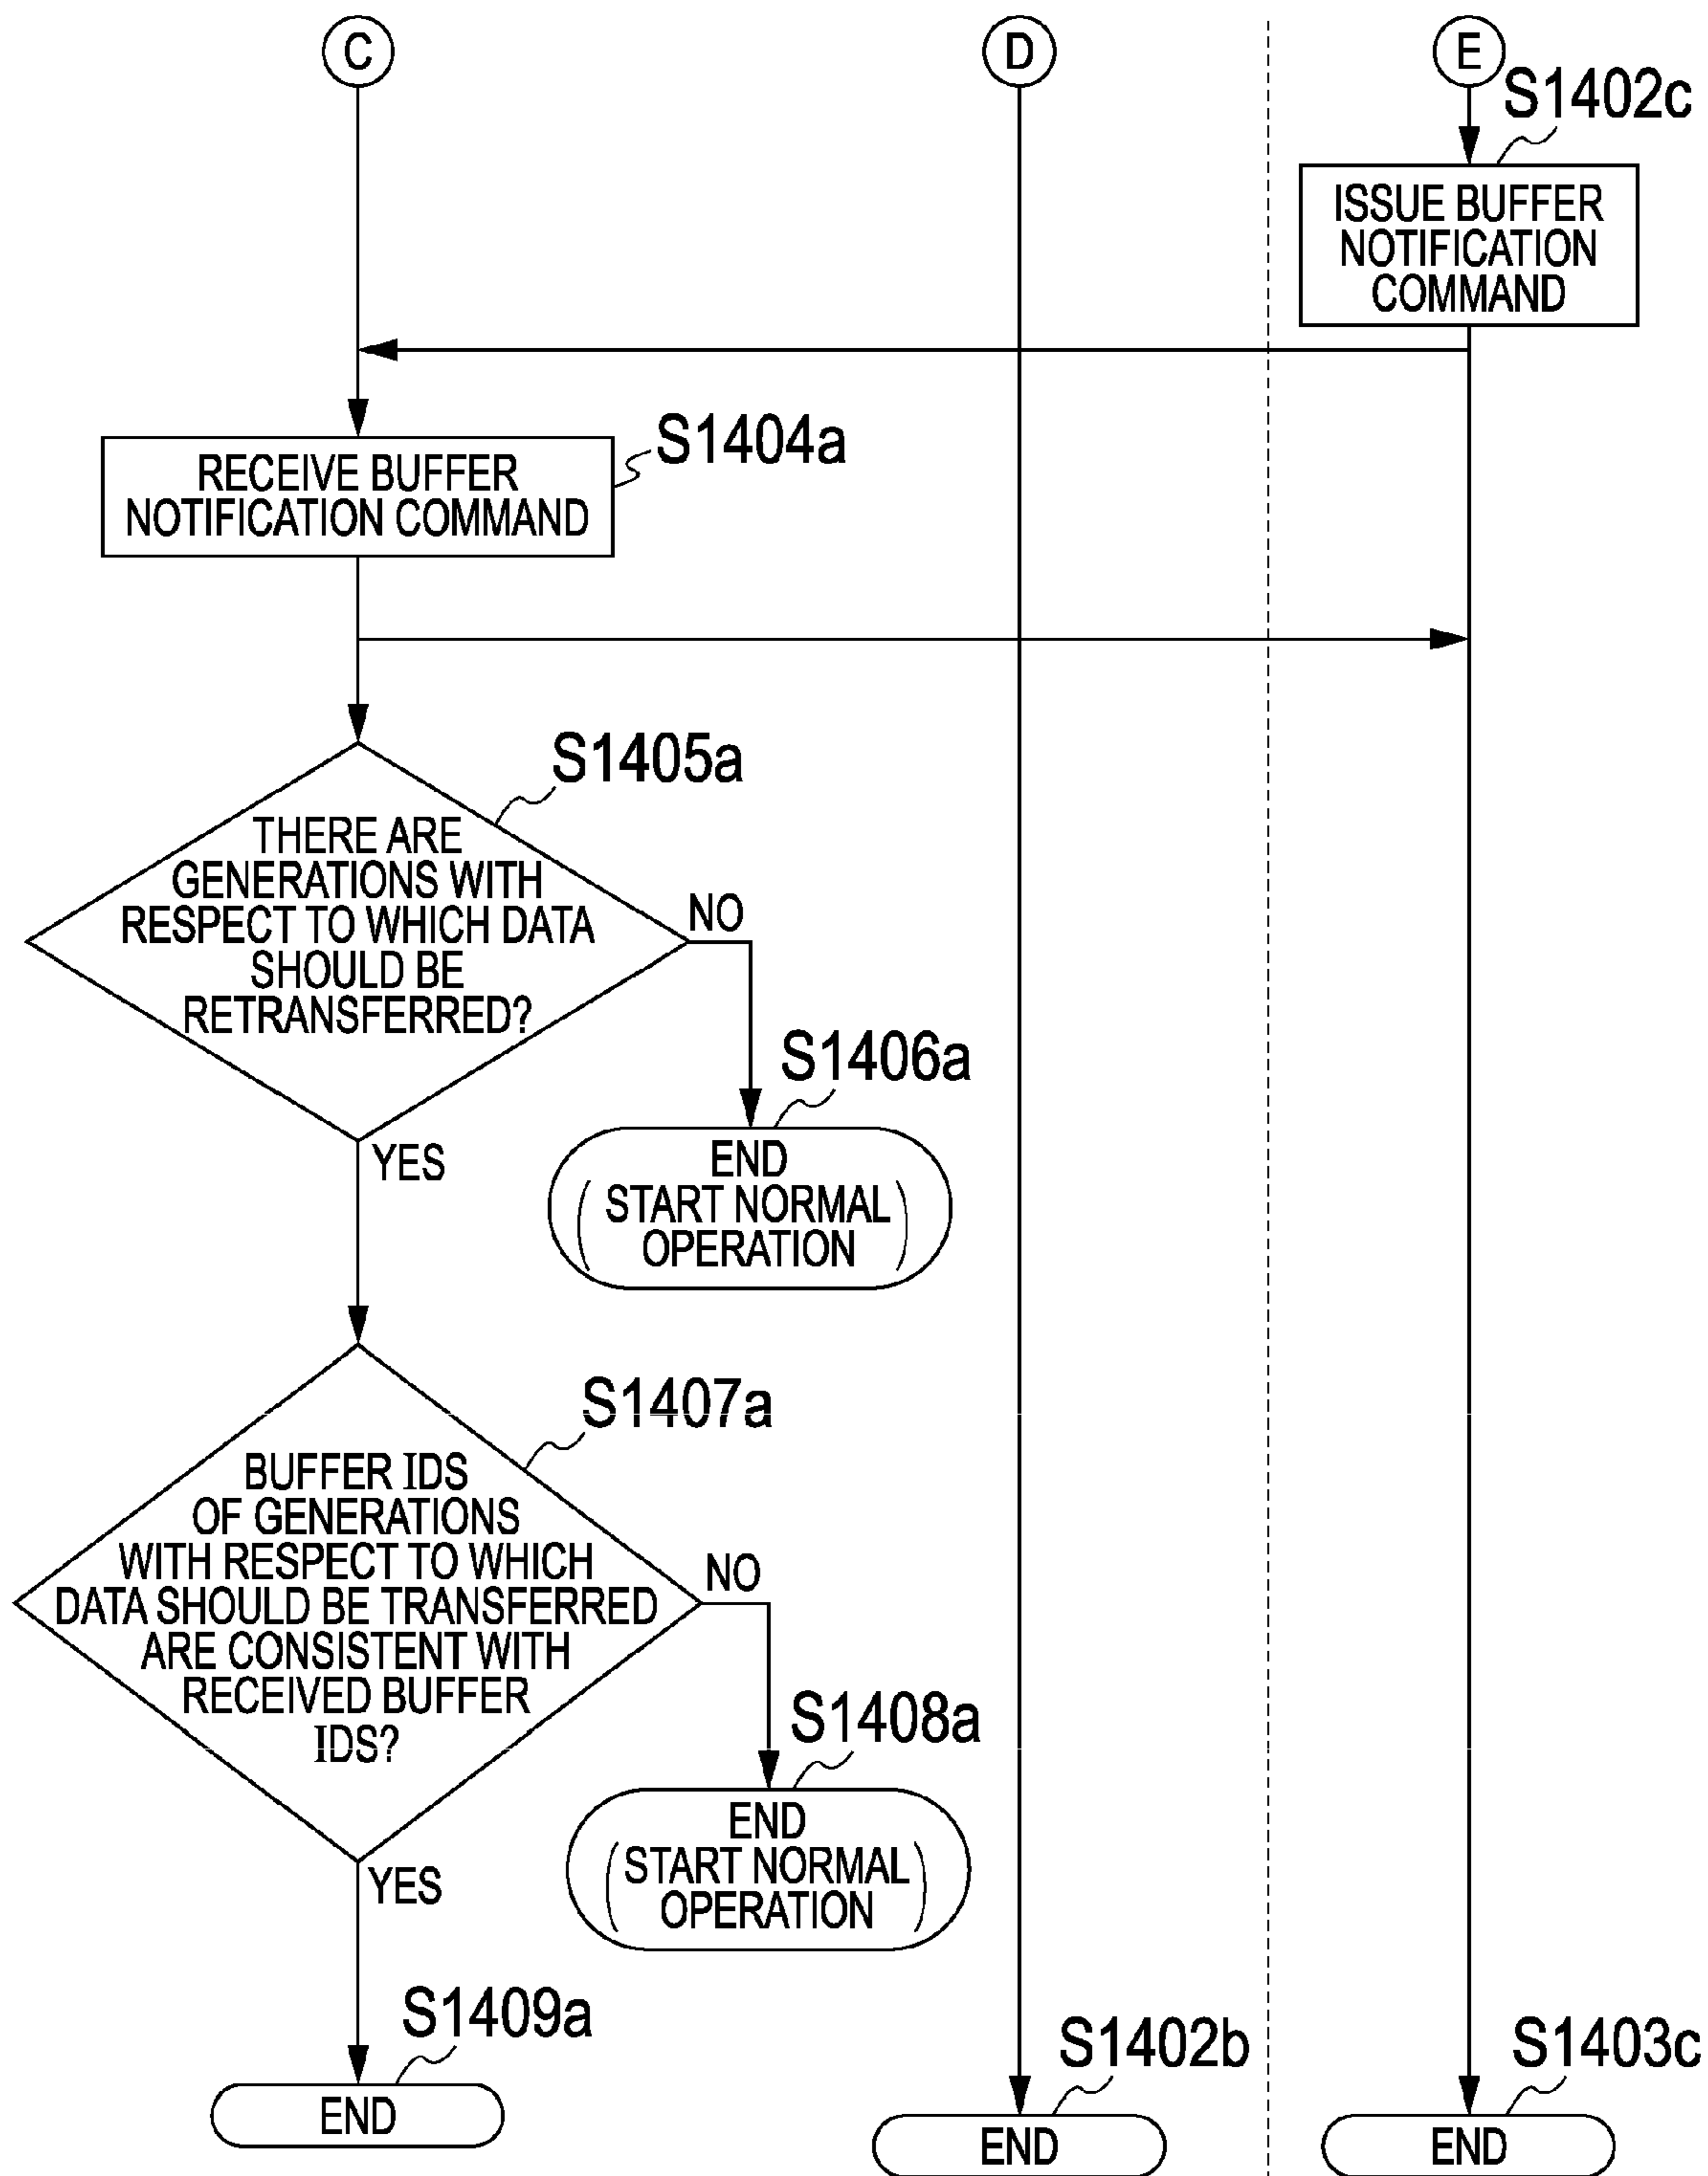 C
D
E
S1402c
ISSUE BUFFER
NOTIFICATION
COMMAND
S1404a
RECEIVE BUFFER
NOTIFICATION COMMAND
S1405a
THERE ARE
GENERATIONS WITH
RESPECT TO WHICH DATA
SHOULD BE
RETRANSFERRED?
NO
YES
S1406a
END
(START NORMAL
OPERATION)
S1407a
BUFFER IDS
OF GENERATIONS
WITH RESPECT TO WHICH
DATA SHOULD BE TRANSFERRED
ARE CONSISTENT WITH
RECEIVED BUFFER
IDS?
NO
YES
S1408a
END
(START NORMAL
OPERATION)
S1409a
END
S1402b
END
S1403c
END